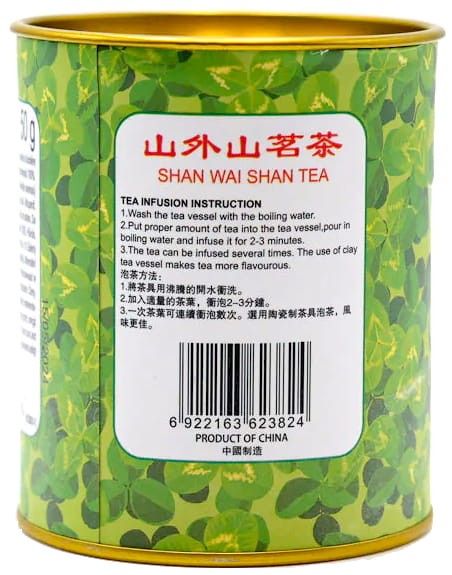 山外山茗茶
SHAN WAI SHAN TEA
TEA INFUSION INSTRUCTION
1.Wash the tea vessel with the boiling water.
2.Put proper amount of tea into the tea vessel,pour in
boiling water and infuse it for 2-3 minutes.
3.The tea can be infused several times. The use of clay
tea vessel makes tea more flavourous.
泡茶方法：
1.將茶具用沸騰的開水衝洗。
2.加入適量的茶葉，衝泡2-3分鐘。
3.一次茶葉可連續衝泡數次。選用陶瓷制茶具泡茶，風
味更佳。
6 922163 623824
PRODUCT OF CHINA
中國制造
0 g
100%